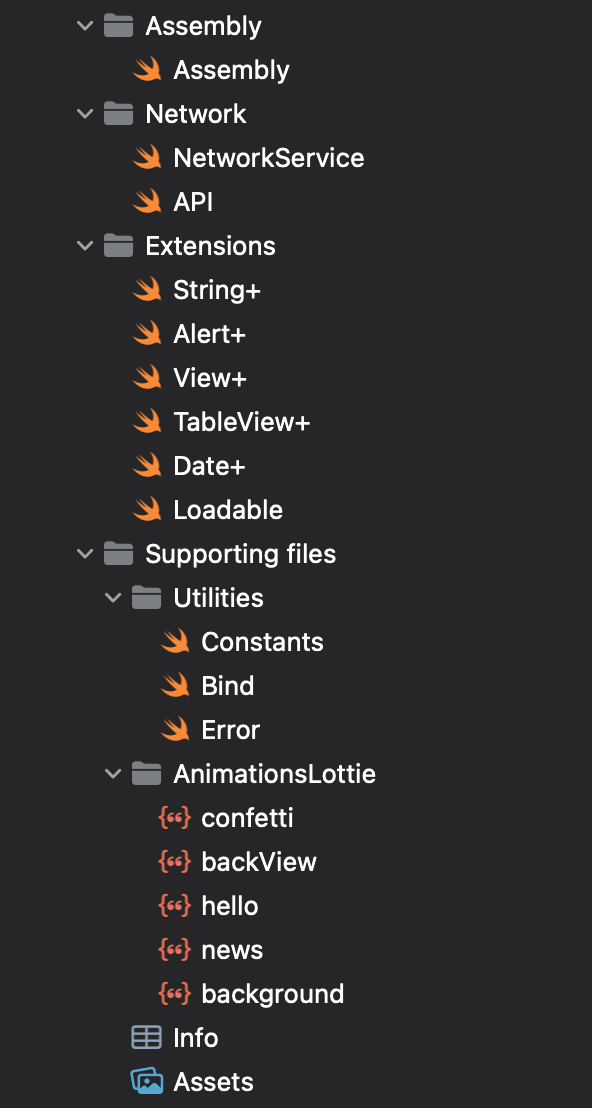 Assembly
Assembly
Network
NetworkService
API
Extensions
String+
Alert+
View+
TableView+
Date+
Loadable
Supporting files
Utilities
Constants
Bind
Error
AnimationsLottie
confetti
backView
hello
news
background
Info
Assets